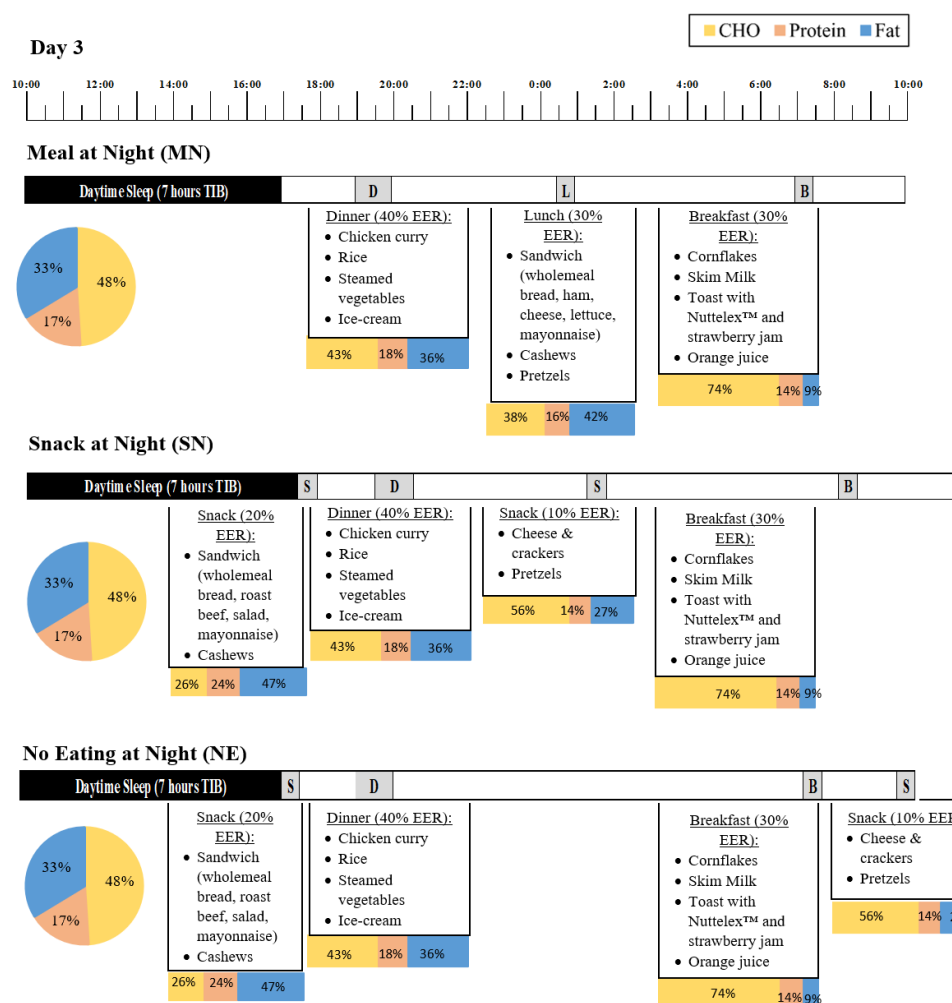 CHO Protein Fat
Day 3
10:00 12:00 14:00 16:00 18:00 20:00 22:00 0:00 2:00 4:00 6:00 8:00 10:00
Meal at Night (MN)
Daytime Sleep (7 hours TIB) D L B
33% 48% 17%
Dinner (40% EER):
• Chicken curry
• Rice
• Steamed
vegetables
• Ice-cream
43% 18% 36%
Lunch (30%
EER):
• Sandwich
(wholemeal
bread, ham,
cheese, lettuce,
mayonnaise)
• Cashews
• Pretzels
38% 16% 42%
Breakfast (30%
EER):
• Cornflakes
• Skim Milk
• Toast with
Nuttelex™ and
strawberry jam
• Orange juice
74% 14% 9%
Snack at Night (SN)
Daytime Sleep (7 hours TIB) S D S B
33% 48% 17%
Snack (20%
EER):
• Sandwich
(wholemeal
bread, roast
beef, salad,
mayonnaise)
• Cashews
26% 24% 47%
Dinner (40% EER):
• Chicken curry
• Rice
• Steamed
vegetables
• Ice-cream
43% 18% 36%
Snack (10% EER):
• Cheese &
crackers
• Pretzels
56% 14% 27%
Breakfast (30%
EER):
• Cornflakes
• Skim Milk
• Toast with
Nuttelex™ and
strawberry jam
• Orange juice
74% 14% 9%
No Eating at Night (NE)
Daytime Sleep (7 hours TIB) S D B S
33% 48% 17%
Snack (20%
EER):
• Sandwich
(wholemeal
bread, roast
beef, salad,
mayonnaise)
• Cashews
26% 24% 47%
Dinner (40% EER):
• Chicken curry
• Rice
• Steamed
vegetables
• Ice-cream
43% 18% 36%
Breakfast (30%
EER):
• Cornflakes
• Skim Milk
• Toast with
Nuttelex™ and
strawberry jam
• Orange juice
74% 14% 9%
Snack (10% EER
• Cheese &
crackers
• Pretzels
56% 14%